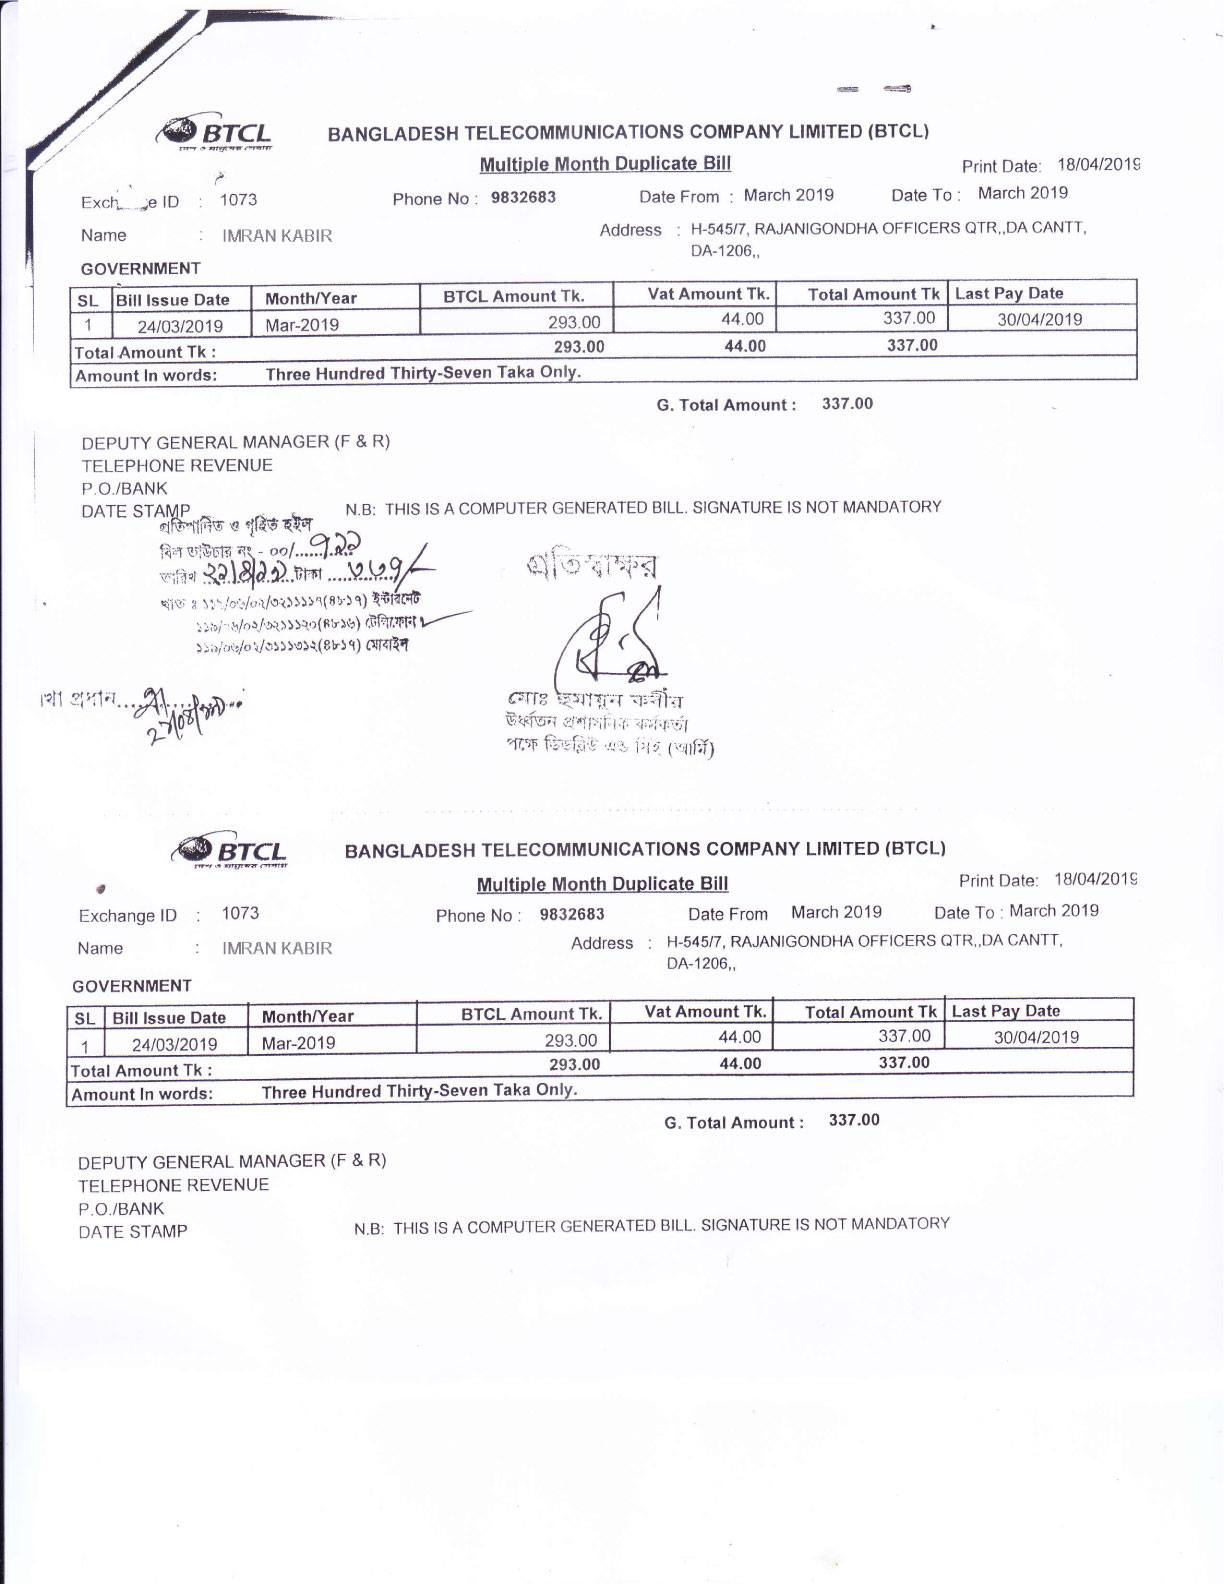 BTCL BANGLADESH TELECOMMUNICATIONS COMPANY LIMITED (BTCL)
Multiple Month Duplicate Bill Print Date: 18/04/2019
Exch e ID : 1073 Phone No : 9832683 Date From : March 2019 Date To : March 2019
Name : IMRAN KABIR Address : H-545/7, RAJANIGONDHA OFFICERS QTR,,DA CANTT,
DA-1206,,
GOVERNMENT
SL Bill Issue Date Month/Year BTCL Amount Tk. Vat Amount Tk. Total Amount Tk Last Pay Date
1 24/03/2019 Mar-2019 293.00 44.00 337.00 30/04/2019
Total Amount Tk : 293.00 44.00 337.00
Amount In words: Three Hundred Thirty-Seven Taka Only.
G. Total Amount : 337.00
DEPUTY GENERAL MANAGER (F & R)
TELEPHONE REVENUE
P.O./BANK
DATE STAMP N.B: THIS IS A COMPUTER GENERATED BILL. SIGNATURE IS NOT MANDATORY
প্রতিপাদিত ও গৃহিত হইল
বিল ভাউচার নং - ০০/......৭২২
তারিখ ২২/৪/১৯ টাকা ৩৩৭/-
ইন্টারনেট
টেলিফোন
মোবাইল
প্রতিস্বাক্ষর
মোঃ হুমায়ুন কবীর
উর্ধ্বতন প্রশাসনিক কর্মকর্তা
পক্ষে (আর্মি)
খা প্রধান
BTCL BANGLADESH TELECOMMUNICATIONS COMPANY LIMITED (BTCL)
Multiple Month Duplicate Bill Print Date: 18/04/2019
Exchange ID : 1073 Phone No : 9832683 Date From March 2019 Date To : March 2019
Name : IMRAN KABIR Address : H-545/7, RAJANIGONDHA OFFICERS QTR,,DA CANTT,
DA-1206,,
GOVERNMENT
SL Bill Issue Date Month/Year BTCL Amount Tk. Vat Amount Tk. Total Amount Tk Last Pay Date
1 24/03/2019 Mar-2019 293.00 44.00 337.00 30/04/2019
Total Amount Tk : 293.00 44.00 337.00
Amount In words: Three Hundred Thirty-Seven Taka Only.
G. Total Amount : 337.00
DEPUTY GENERAL MANAGER (F & R)
TELEPHONE REVENUE
P.O./BANK
DATE STAMP N.B: THIS IS A COMPUTER GENERATED BILL. SIGNATURE IS NOT MANDATORY